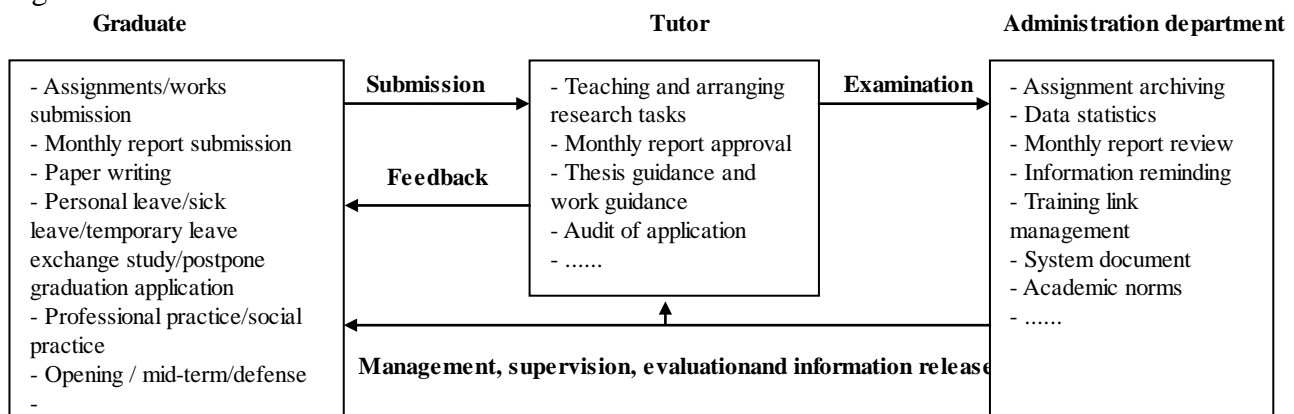 Graduate
Tutor
Administration department
- Assignments/works
submission
- Monthly report submission
- Paper writing
- Personal leave/sick
leave/temporary leave
exchange study/postpone
graduation application
- Professional practice/social
practice
- Opening / mid-term/defense
-
Submission
Feedback
- Teaching and arranging
research tasks
- Monthly report approval
- Thesis guidance and
work guidance
- Audit of application
- ......
Examination
- Assignment archiving
- Data statistics
- Monthly report review
- Information reminding
- Training link
management
- System document
- Academic norms
- ......
Management, supervision, evaluationand information release